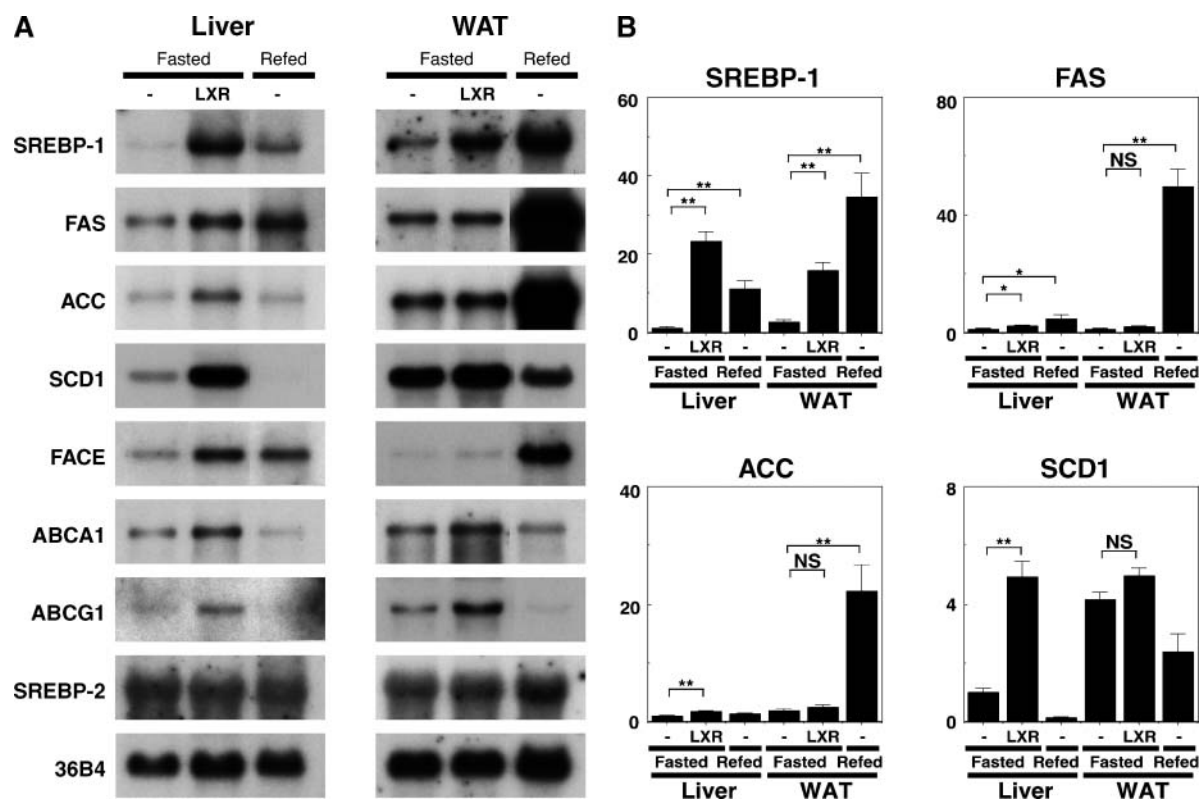 A
Liver
WAT
Fasted
Refed
Fasted
Refed
-
LXR
-
-
LXR
-
SREBP-1
FAS
ACC
SCD1
FACE
ABCA1
ABCG1
SREBP-2
36B4
B
SREBP-1
60
40
20
0
**
**
**
**
-
LXR
-
-
LXR
-
Fasted
Refed
Fasted
Refed
Liver
WAT
FAS
80
40
0
*
*
**
NS
-
LXR
-
-
LXR
-
Fasted
Refed
Fasted
Refed
Liver
WAT
ACC
40
20
0
**
**
NS
-
LXR
-
-
LXR
-
Fasted
Refed
Fasted
Refed
Liver
WAT
SCD1
8
4
0
**
NS
-
LXR
-
-
LXR
-
Fasted
Refed
Fasted
Refed
Liver
WAT